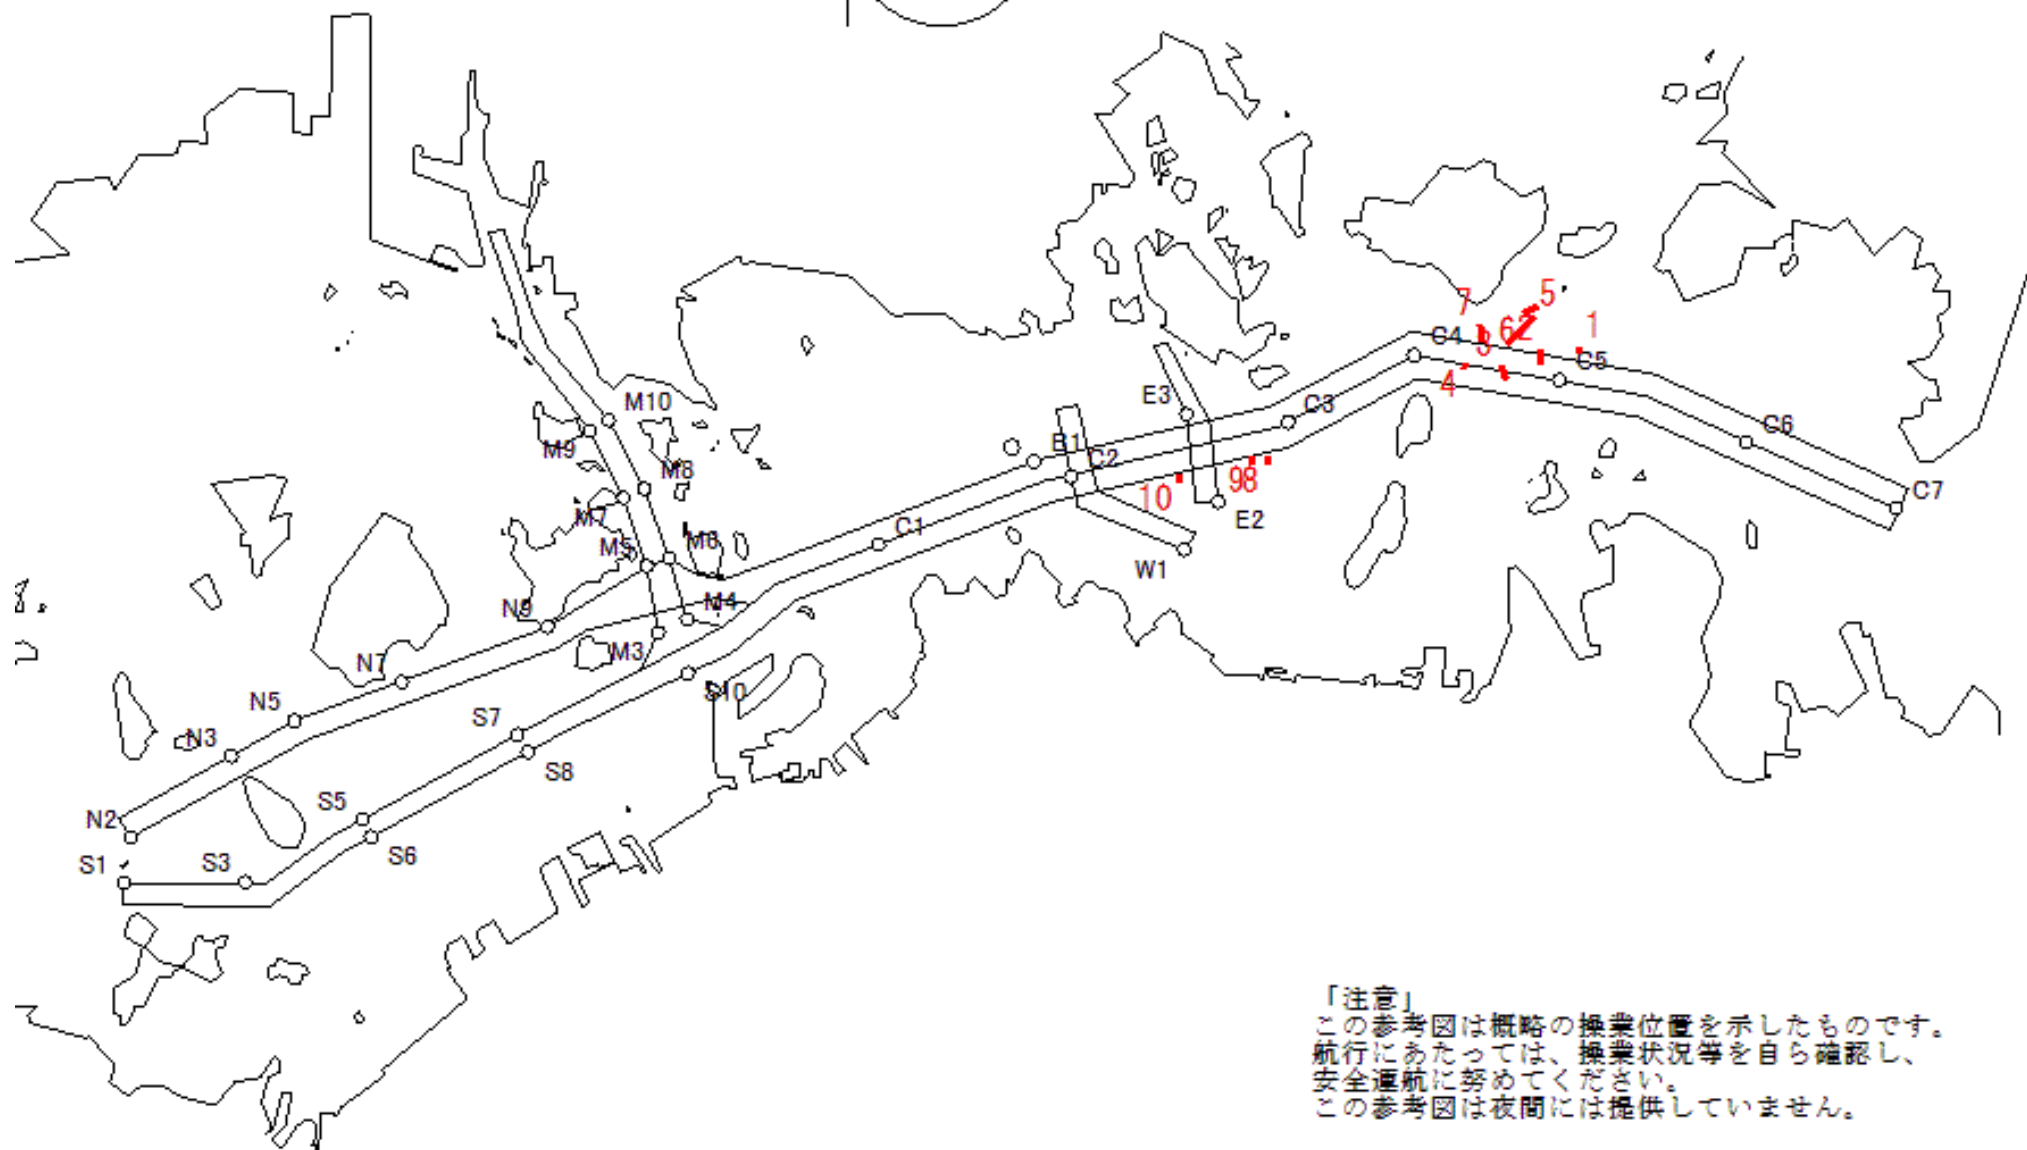 5
7
1
C4
6
2
3
C5
4
E3
M10
C3
C6
M9
B1
C2
M8
98
10
C7
M7
E2
C1
M5
M6
W1
N9
M4
M3
N7
S10
N5
S7
N3
S8
S5
N2
S6
S1
S3
「注意」
この参考図は概略の操業位置を示したものです。
航行にあたっては、操業状況等を自ら確認し、
安全運航に努めてください。
この参考図は夜間には提供していません。